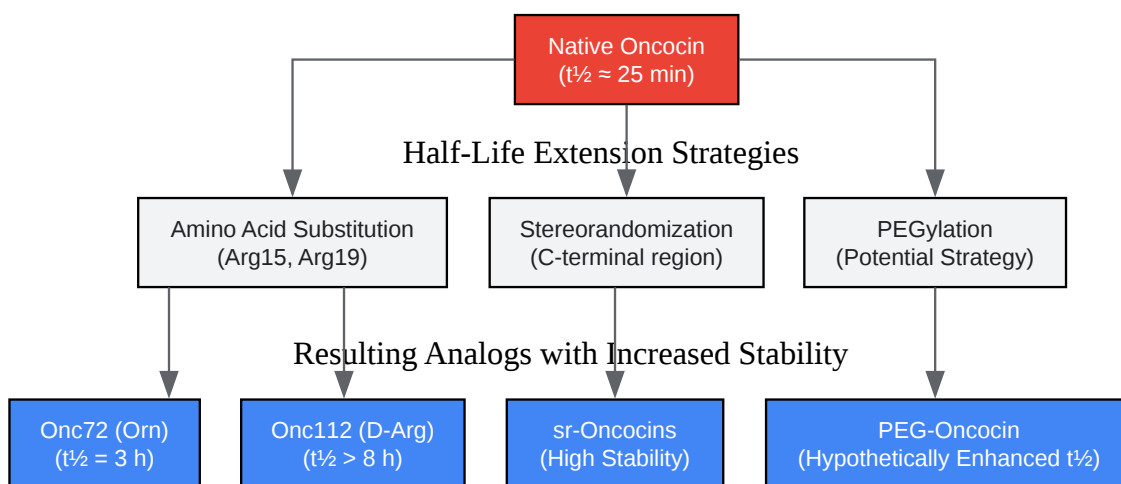 Native Oncocin
(t½ ≈ 25 min)
Half-Life Extension Strategies
Amino Acid Substitution
(Arg15, Arg19)
Stereorandomization
(C-terminal region)
PEGylation
(Potential Strategy)
Resulting Analogs with Increased Stability
Onc72 (Orn)
(t½ = 3 h)
Onc112 (D-Arg)
(t½ > 8 h)
sr-Oncocins
(High Stability)
PEG-Oncocin
(Hypothetically Enhanced t½)